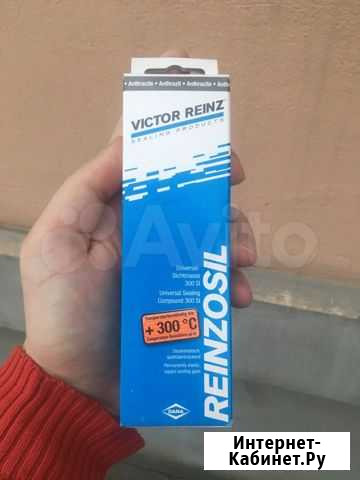 • Anthracite • Anthrazit • Anthracite •
VICTOR REINZ
SEALING PRODUCTS
Avito
REINZOSIL
Universal-
Dichtmasse
300 SI
Universal Sealing
Compound 300 SI
+ 300 °C
DANA
Интернет-
Кабинет.Ру